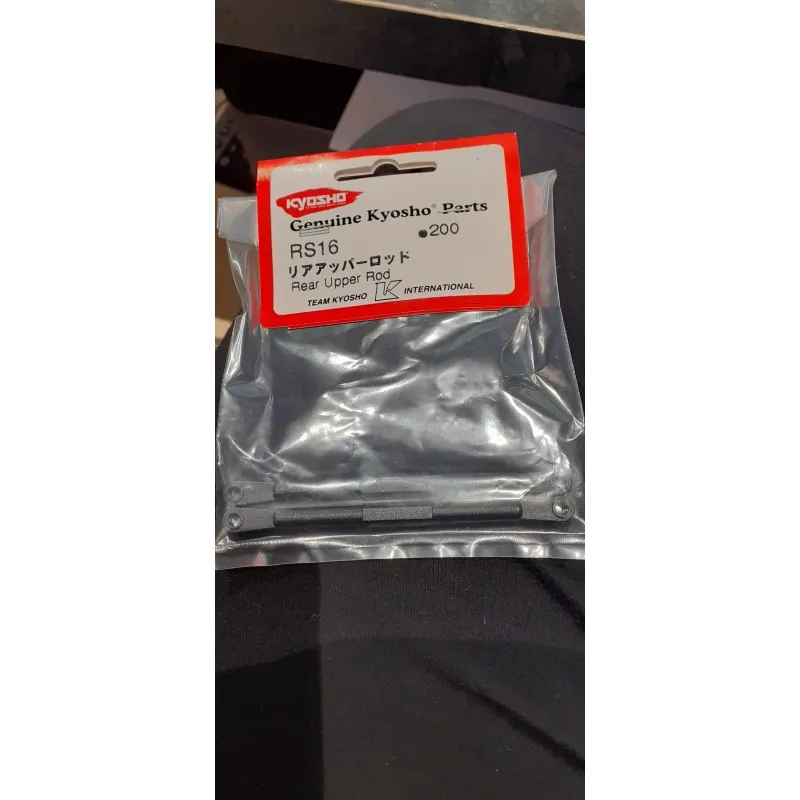 KYOSHO
Genuine Kyosho® Parts
RS16 ●200
リアアッパーロッド
Rear Upper Rod
TEAM KYOSHO K INTERNATIONAL